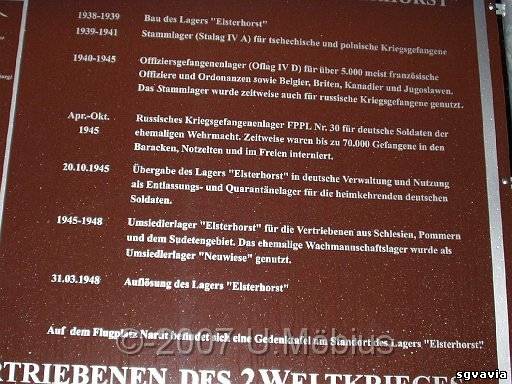 HORST"
1938-1939 Bau des Lagers "Elsterhorst"
1939-1941 Stammlager (Stalag IV A) für tschechische und polnische Kriegsgefangene
1940-1945 Offiziersgefangenenlager (Oflag IV D) für über 5.000 meist französische
Offiziere und Ordonanzen sowie Belgier, Briten, Kanadier und Jugoslawen.
Das Stammlager wurde zeitweise auch für russische Kriegsgefangene genutzt.
Apr.-Okt. Russisches Kriegsgefangenenlager FPPL Nr. 30 für deutsche Soldaten der
1945 ehemaligen Wehrmacht. Zeitweise waren bis zu 70.000 Gefangene in den
Baracken, Notzelten und im Freien interniert.
20.10.1945 Übergabe des Lagers "Elsterhorst" in deutsche Verwaltung und Nutzung
als Entlassungs- und Quarantänelager für die heimkehrenden deutschen
Soldaten.
1945-1948 Umsiedlerlager "Elsterhorst" für die Vertriebenen aus Schlesien, Pommern
und dem Sudetengebiet. Das ehemalige Wachmannschaftslager wurde als
Umsiedlerlager "Neuwiese" genutzt.
31.03.1948 Auflösung des Lagers "Elsterhorst"
Auf dem Flugplatz Nardt befindet sich eine Gedenktafel am Standort des Lagers "Elsterhorst".
© 2007 U.Möbius
RTRIEBENEN DES 2.WELTKRIEGES
sgvavia